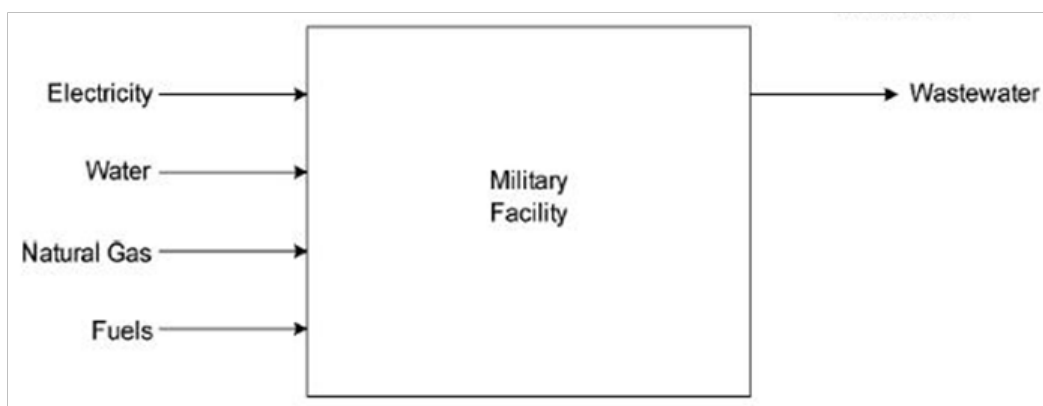 Electricity
Wastewater
Water
Military
Facility
Natural Gas
Fuels